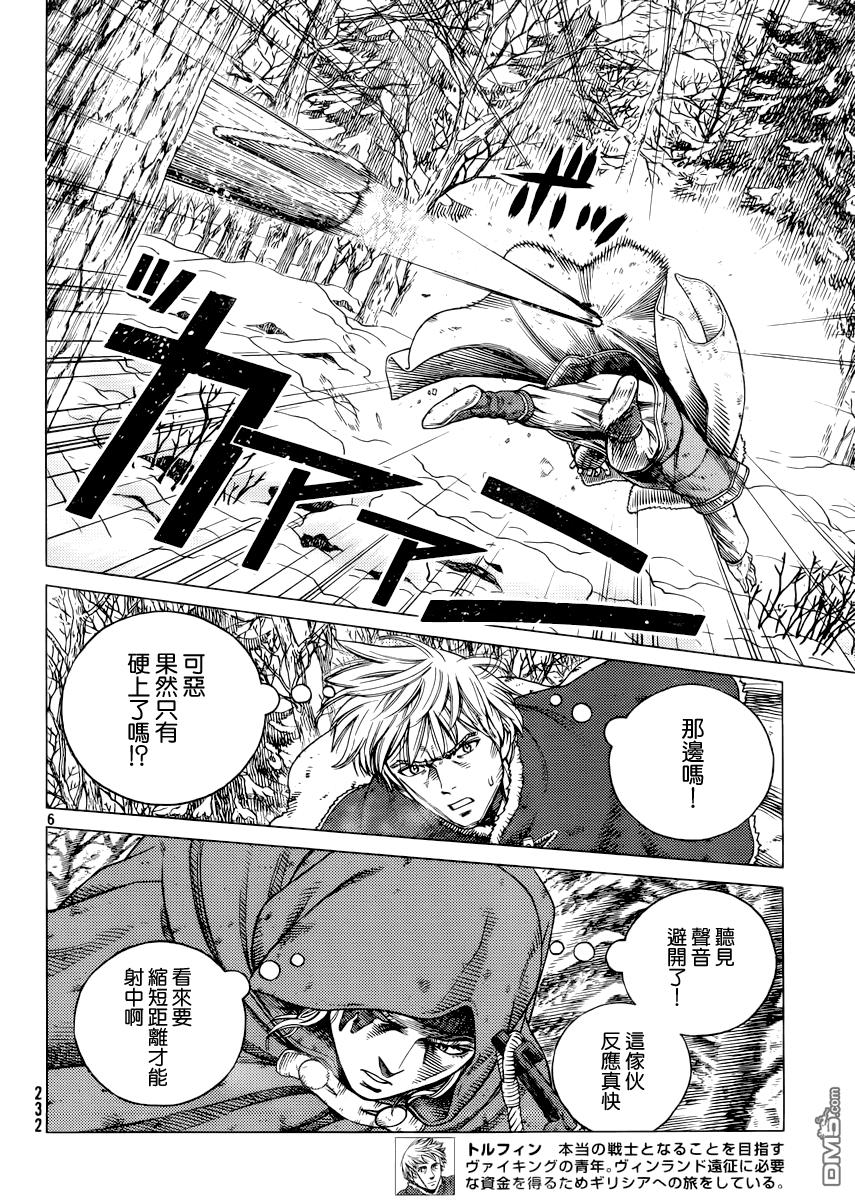 ボッ
ッカアアアン
那邊嗎!
可惡
果然只有
硬上了嗎!?
6
聽見
聲音
避開了!
這傢伙
反應真快
看來要
縮短距離才能
射中啊
232
トルフィン　本当の戦士となることを目指す
ヴァイキングの青年。ヴィンランド遠征に必要
な資金を得るためギリシアへの旅をしている。
DM5.com